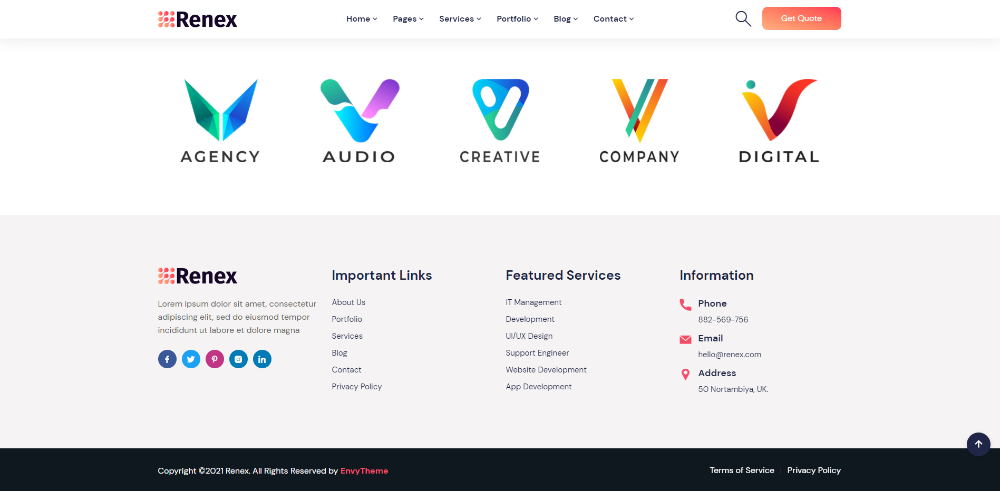 Renex
Home Pages Services Portfolio Blog Contact
Get Quote
AGENCY
AUDIO
CREATIVE
COMPANY
DIGITAL
Renex
Lorem ipsum dolor sit amet, consectetur
adipiscing elit, sed do eiusmod tempor
incididunt ut labore et dolore magna
Important Links
About Us
Portfolio
Services
Blog
Contact
Privacy Policy
Featured Services
IT Management
Development
UI/UX Design
Support Engineer
Website Development
App Development
Information
Phone
882-569-756
Email
hello@renex.com
Address
50 Nortambiya, UK.
Copyright ©2021 Renex. All Rights Reserved by EnvyTheme
Terms of Service | Privacy Policy